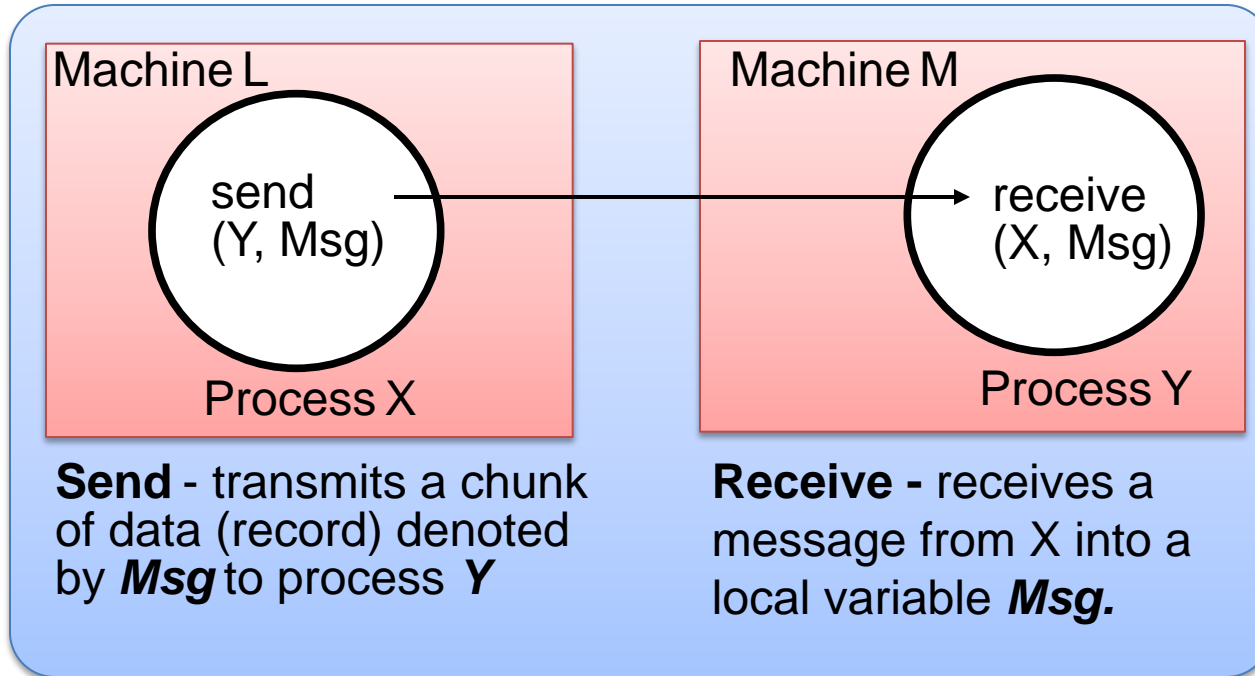 Machine L
send
(Y, Msg)
Process X
Machine M
receive
(X, Msg)
Process Y
Send - transmits a chunk
of data (record) denoted
by Msg to process Y
Receive - receives a
message from X into a
local variable Msg.